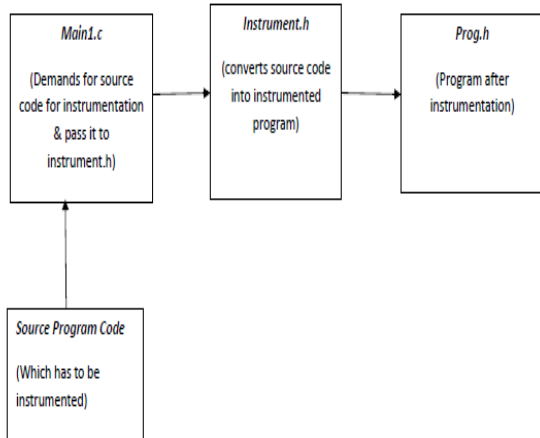 Main1.c
(Demands for source
code for instrumentation
& pass it to
instrument.h)
Instrument.h
(converts source code
into instrumented
program)
Prog.h
(Program after
instrumentation)
Source Program Code
(Which has to be
instrumented)